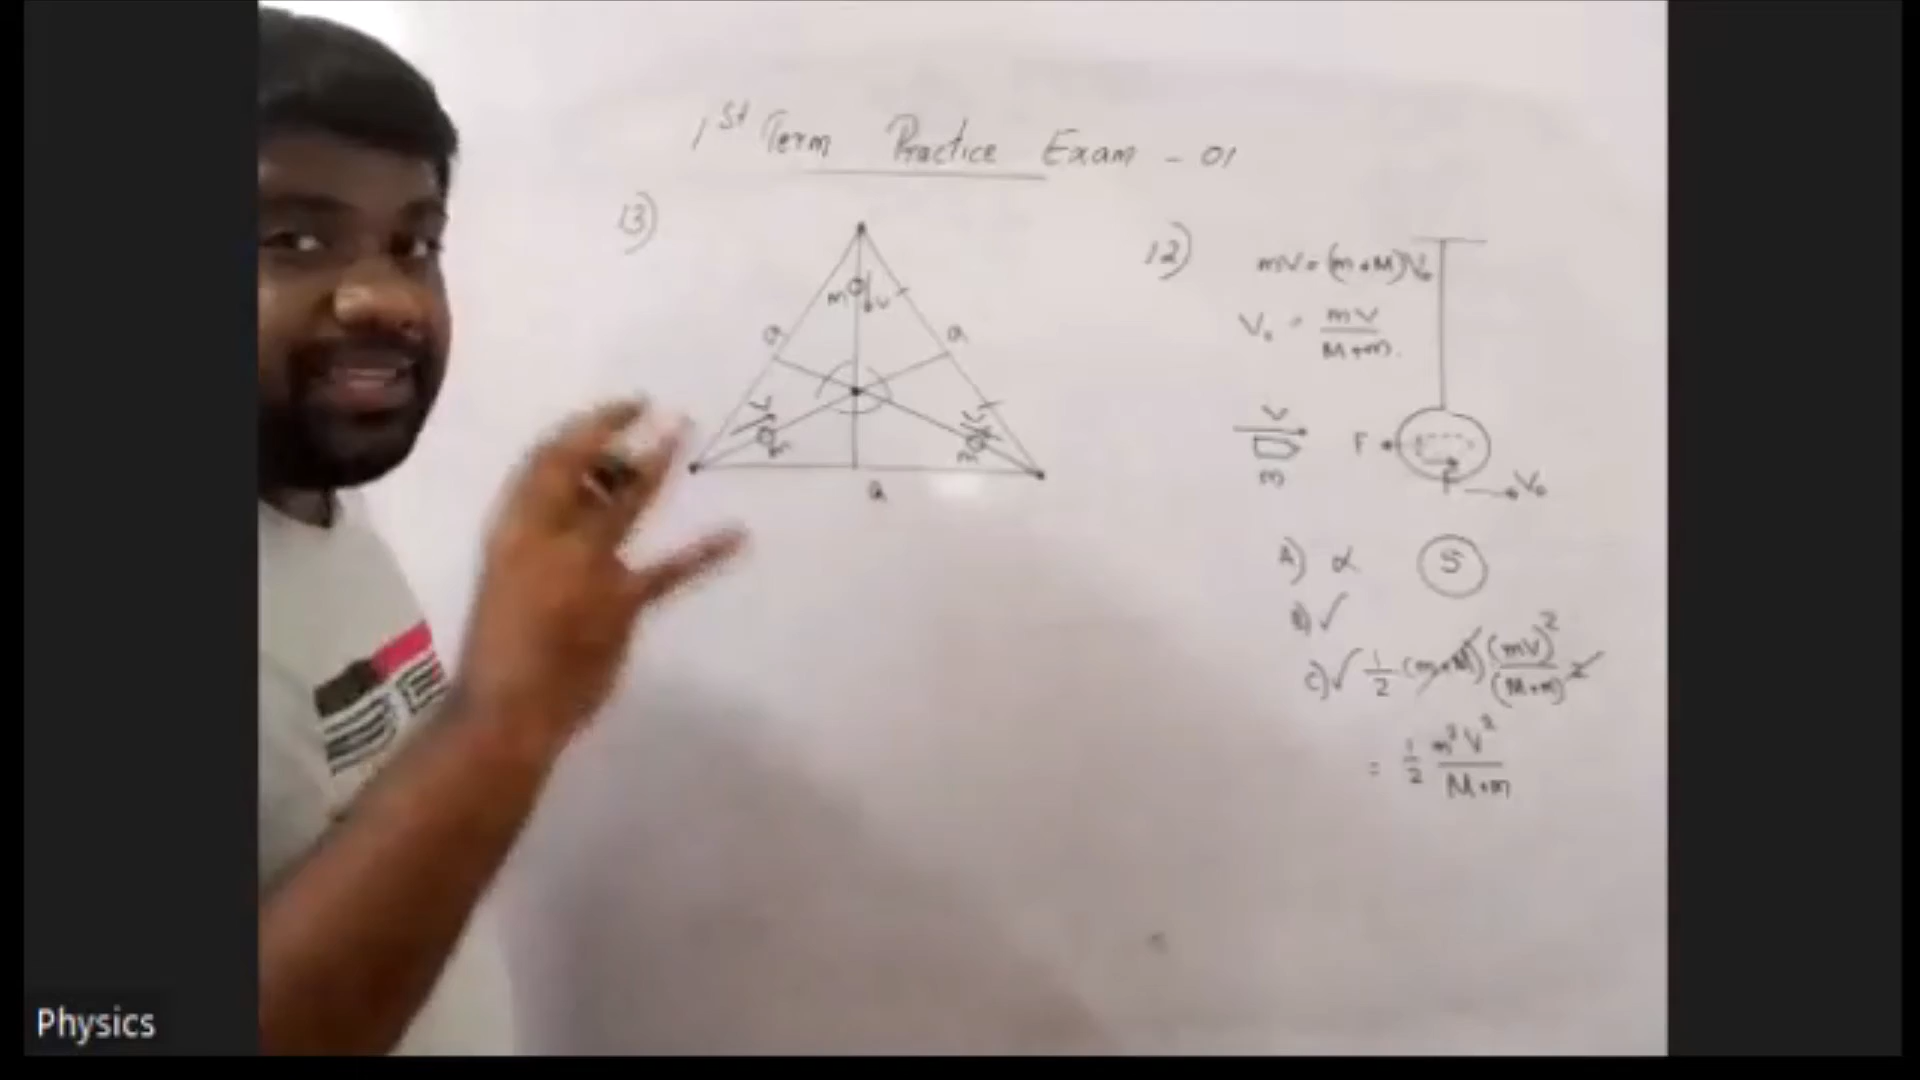 1st Term Practice Exam - 01
13)
m v
a a
v v
m m
a
12) mV = (m+M)V₀
V₀ = mV / M+m.
V
m
F
F
V₀
A) α 5
B) ✓
C) ✓ 1/2 (m+M) (mV)² / (M+m)²
= 1/2 m²V² / M+m
Physics